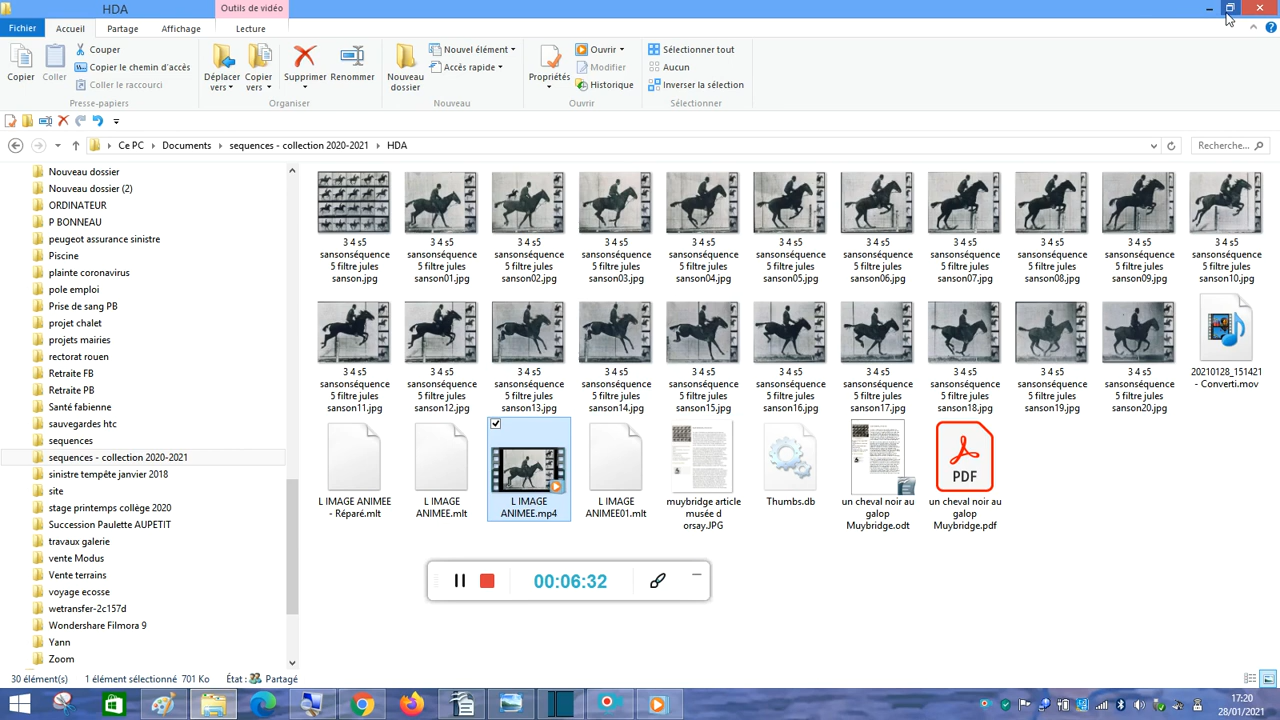 HDA
Outils de vidéo
Fichier
Accueil
Partage
Affichage
Lecture
Copier
Coller
Couper
Copier le chemin d'accès
Coller le raccourci
Presse-papiers
Déplacer
vers
Copier
vers
Supprimer
Renommer
Organiser
Nouveau
dossier
Nouvel élément
Accès rapide
Nouveau
Propriétés
Ouvrir
Modifier
Historique
Ouvrir
Sélectionner tout
Aucun
Inverser la sélection
Sélectionner
Ce PC
Documents
sequences - collection 2020-2021
HDA
Recherche...
Nouveau dossier
Nouveau dossier (2)
ORDINATEUR
P BONNEAU
peugeot assurance sinistre
Piscine
plainte coronavirus
pole emploi
Prise de sang PB
projet chalet
projets mairies
rectorat rouen
Retraite FB
Retraite PB
Santé fabienne
sauvegardes htc
sequences
sequences - collection 2020-2021
sinistre tempête janvier 2018
site
stage printemps collège 2020
Succession Paulette AUPETIT
travaux galerie
vente Modus
Vente terrains
voyage ecosse
wetransfer-2c157d
Wondershare Filmora 9
Yann
Zoom
3 4 s5
sansonséquence
5 filtre jules
sanson.jpg
3 4 s5
sansonséquence
5 filtre jules
sanson01.jpg
3 4 s5
sansonséquence
5 filtre jules
sanson02.jpg
3 4 s5
sansonséquence
5 filtre jules
sanson03.jpg
3 4 s5
sansonséquence
5 filtre jules
sanson04.jpg
3 4 s5
sansonséquence
5 filtre jules
sanson05.jpg
3 4 s5
sansonséquence
5 filtre jules
sanson06.jpg
3 4 s5
sansonséquence
5 filtre jules
sanson07.jpg
3 4 s5
sansonséquence
5 filtre jules
sanson08.jpg
3 4 s5
sansonséquence
5 filtre jules
sanson09.jpg
3 4 s5
sansonséquence
5 filtre jules
sanson10.jpg
3 4 s5
sansonséquence
5 filtre jules
sanson11.jpg
3 4 s5
sansonséquence
5 filtre jules
sanson12.jpg
3 4 s5
sansonséquence
5 filtre jules
sanson13.jpg
3 4 s5
sansonséquence
5 filtre jules
sanson14.jpg
3 4 s5
sansonséquence
5 filtre jules
sanson15.jpg
3 4 s5
sansonséquence
5 filtre jules
sanson16.jpg
3 4 s5
sansonséquence
5 filtre jules
sanson17.jpg
3 4 s5
sansonséquence
5 filtre jules
sanson18.jpg
3 4 s5
sansonséquence
5 filtre jules
sanson19.jpg
3 4 s5
sansonséquence
5 filtre jules
sanson20.jpg
20210128_151421
- Converti.mov
L IMAGE ANIMEE
- Réparé.mlt
L IMAGE
ANIMEE.mlt
L IMAGE
ANIMEE.mp4
L IMAGE
ANIMEE01.mlt
muybridge article
musée d
orsay.JPG
Thumbs.db
un cheval noir au
galop
Muybridge.odt
PDF
un cheval noir au
galop
Muybridge.pdf
00:06:32
30 élément(s)
1 élément sélectionné 701 Ko
État : Partagé
17:20
28/01/2021